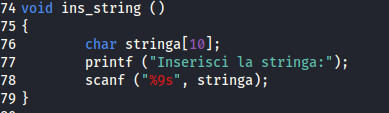 74 void ins_string ()
75 {
76         char stringa[10];
77         printf ("Inserisci la stringa:");
78         scanf ("%9s", stringa);
79 }